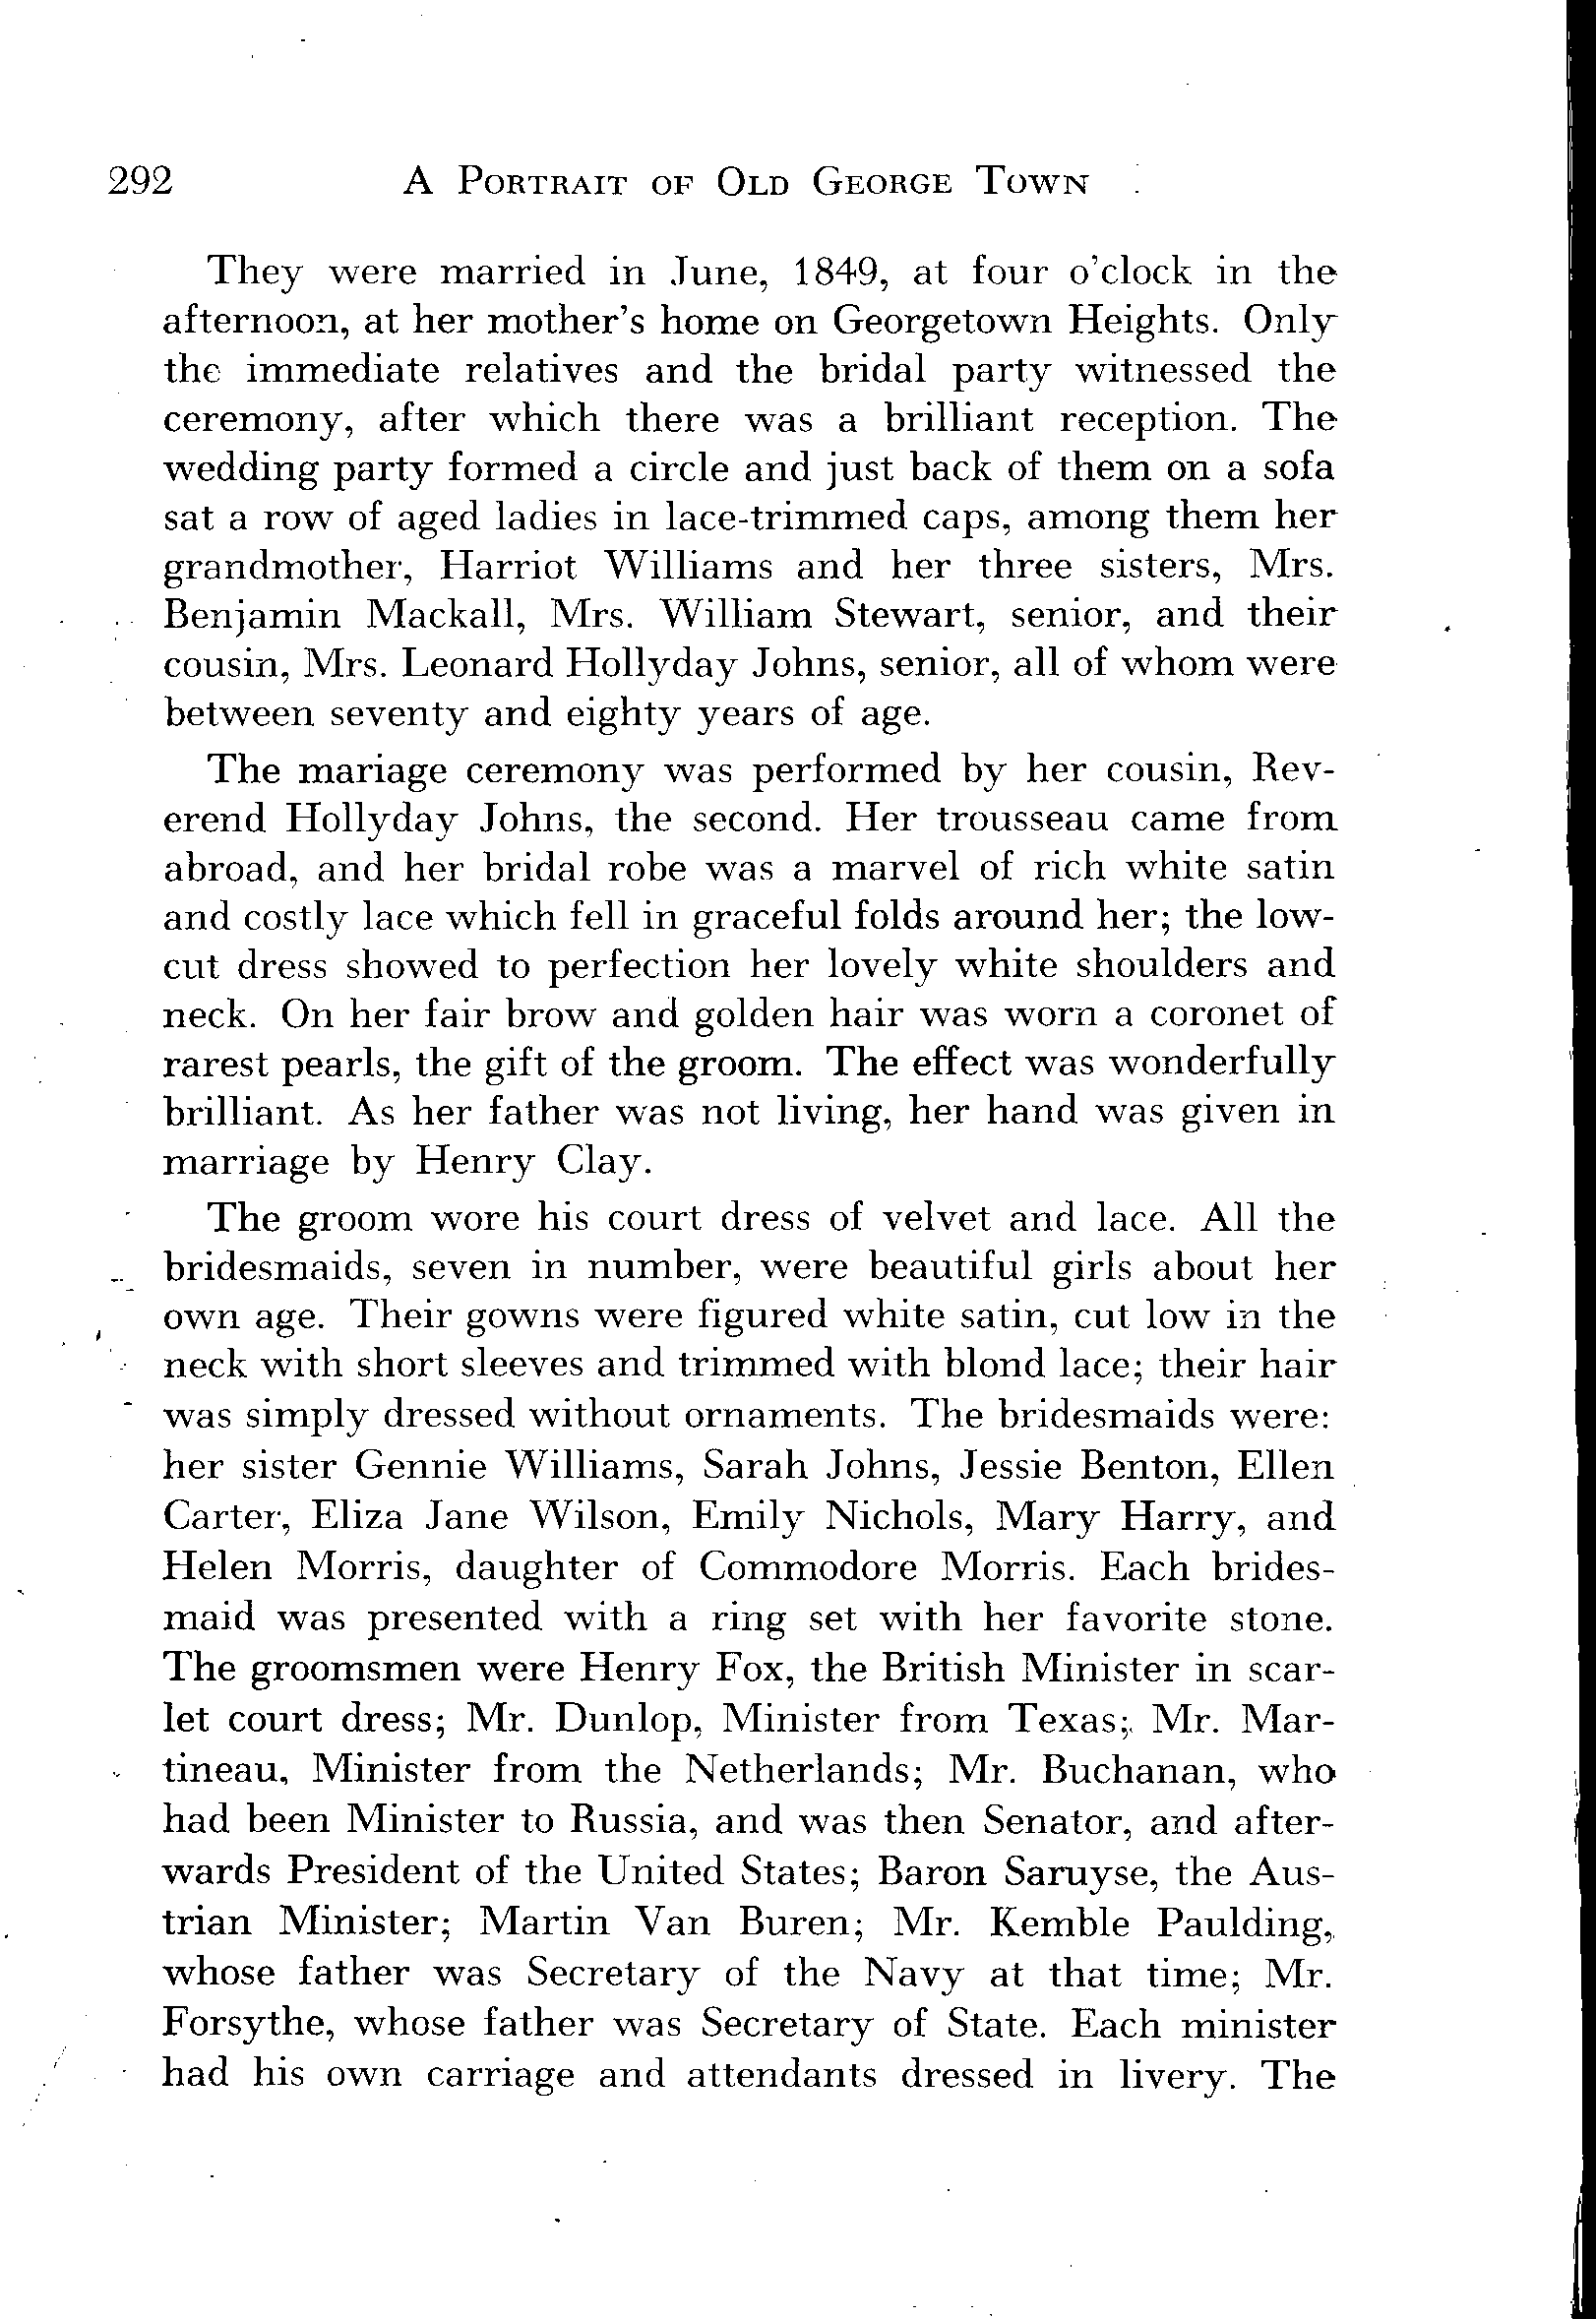 292 A Portrait of Old George Town
They were married in June, 1849, at four o'clock in the
afternoon, at her mother's home on Georgetown Heights. Only
the immediate relatives and the bridal party witnessed the
ceremony, after which there was a brilliant reception. The
wedding party formed a circle and just back of them on a sofa
sat a row of aged ladies in lace-trimmed caps, among them her
grandmother, Harriot Williams and her three sisters, Mrs.
Benjamin Mackall, Mrs. William Stewart, senior, and their
cousin, Mrs. Leonard Hollyday Johns, senior, all of whom were
between seventy and eighty years of age.
The mariage ceremony was performed by her cousin, Rev-
erend Hollyday Johns, the second. Her trousseau came from
abroad, and her bridal robe was a marvel of rich white satin
and costly lace which fell in graceful folds around her; the low-
cut dress showed to perfection her lovely white shoulders and
neck. On her fair brow and golden hair was worn a coronet of
rarest pearls, the gift of the groom. The effect was wonderfully
brilliant. As her father was not living, her hand was given in
marriage by Henry Clay.
The groom wore his court dress of velvet and lace. All the
bridesmaids, seven in number, were beautiful girls about her
own age. Their gowns were figured white satin, cut low in the
neck with short sleeves and trimmed with blond lace; their hair
was simply dressed without ornaments. The bridesmaids were:
her sister Gennie Williams, Sarah Johns, Jessie Benton, Ellen
Carter, Eliza Jane Wilson, Emily Nichols, Mary Harry, and
Helen Morris, daughter of Commodore Morris. Each brides-
maid was presented with a ring set with her favorite stone.
The groomsmen were Henry Fox, the British Minister in scar-
let court dress; Mr. Dunlop, Minister from Texas; Mr. Mar-
tineau, Minister from the Netherlands; Mr. Buchanan, who
had been Minister to Russia, and was then Senator, and after-
wards President of the United States; Baron Saruyse, the Aus-
trian Minister; Martin Van Buren; Mr. Kemble Paulding,
whose father was Secretary of the Navy at that time; Mr.
Forsythe, whose father was Secretary of State. Each minister
had his own carriage and attendants dressed in livery. The